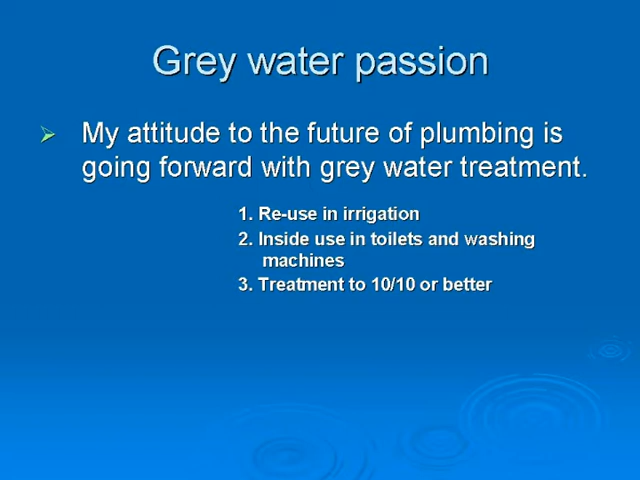 Grey water passion
My attitude to the future of plumbing is
going forward with grey water treatment.
1. Re-use in irrigation
2. Inside use in toilets and washing
machines
3. Treatment to 10/10 or better